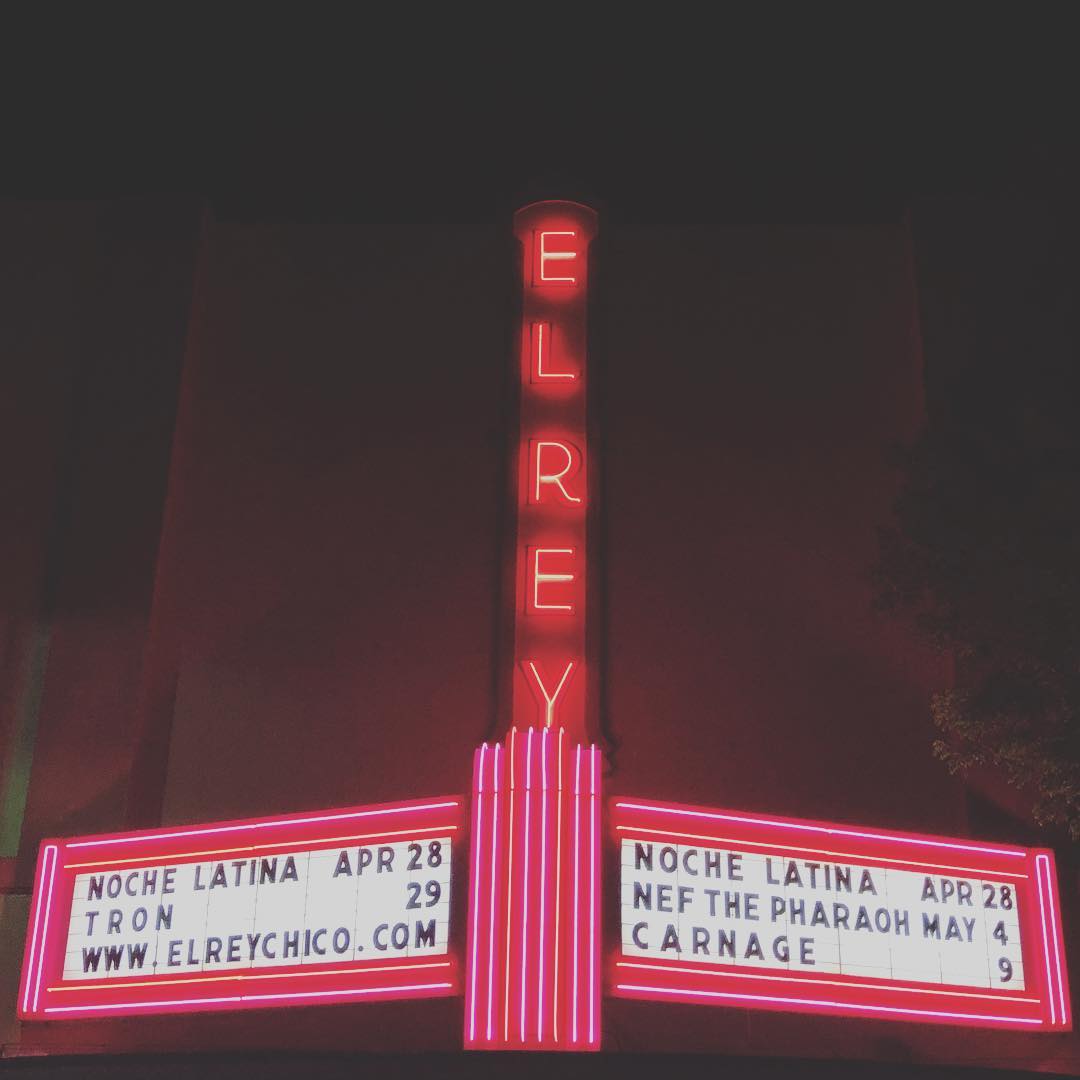 EL REY
NOCHE LATINA APR 28
TRON 29
WWW.ELREYCHICO.COM
NOCHE LATINA APR 28
NEF THE PHARAOH MAY 4
CARNAGE 9